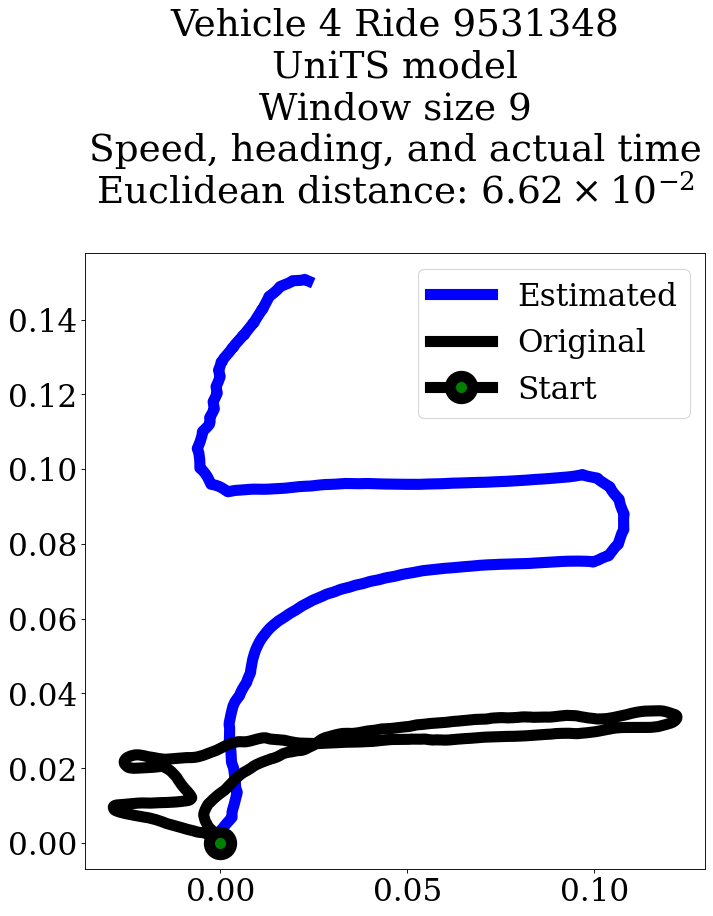 Vehicle 4 Ride 9531348
UniTS model
Window size 9
Speed, heading, and actual time
Euclidean distance: 6.62 × 10⁻²
Estimated
Original
Start
0.14
0.12
0.10
0.08
0.06
0.04
0.02
0.00
0.00 0.05 0.10